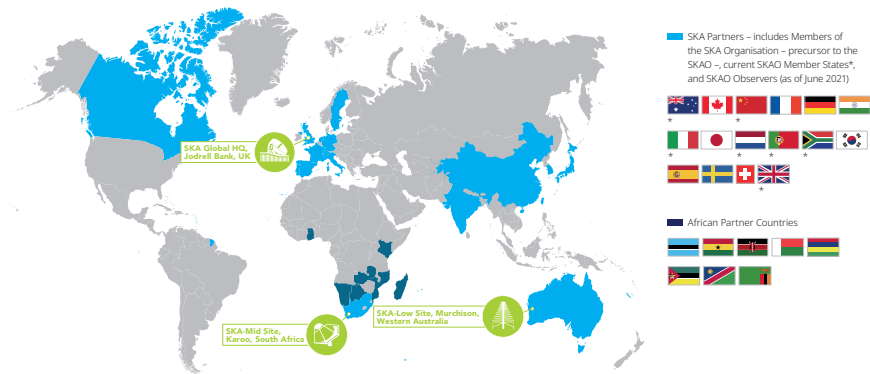 SKA Partners – includes Members of
the SKA Organisation – precursor to the
SKAO –, current SKAO Member States*,
and SKAO Observers (as of June 2021)
*
*
*
*
*
*
*
African Partner Countries
SKA Global HQ,
Jodrell Bank, UK
SKA-Mid Site,
Karoo, South Africa
SKA-Low Site, Murchison,
Western Australia